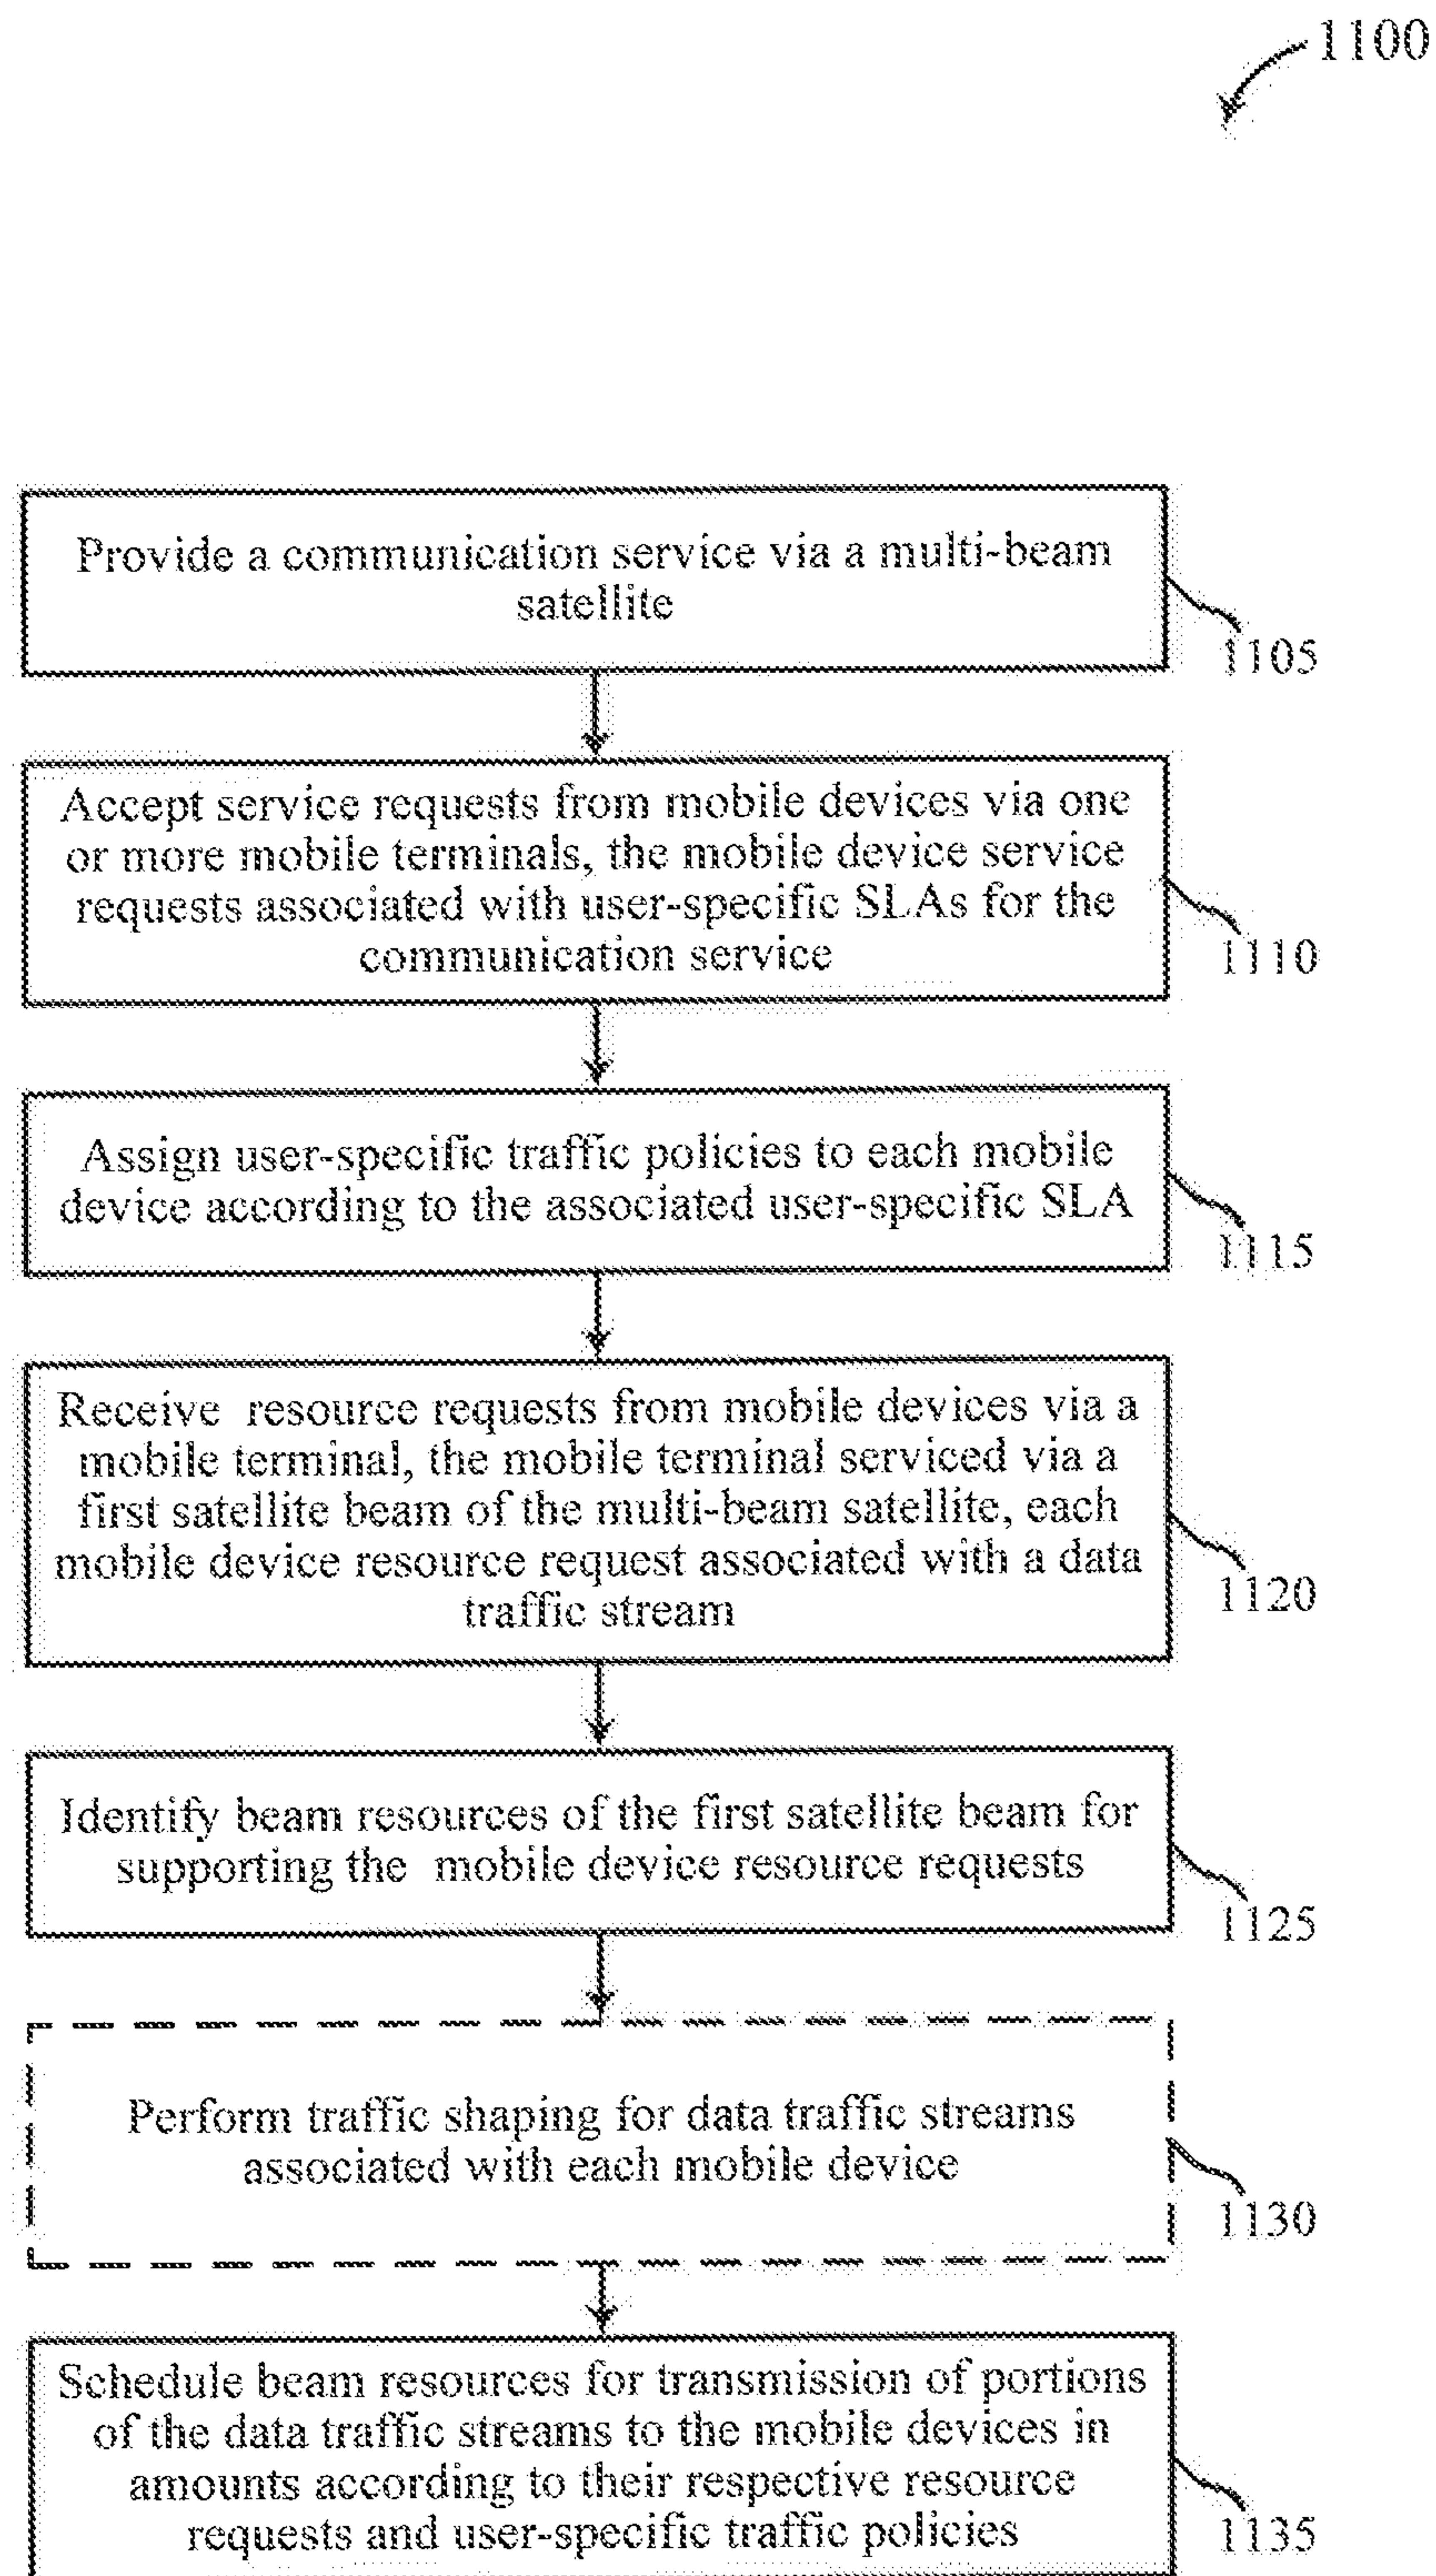 1100
Provide a communication service via a multi-beam
satellite
1105
Accept service requests from mobile devices via one
or more mobile terminals, the mobile device service
requests associated with user-specific SLAs for the
communication service
1110
Assign user-specific traffic policies to each mobile
device according to the associated user-specific SLA
1115
Receive resource requests from mobile devices via a
mobile terminal, the mobile terminal serviced via a
first satellite beam of the multi-beam satellite, each
mobile device resource request associated with a data
traffic stream
1120
Identify beam resources of the first satellite beam for
supporting the mobile device resource requests
1125
Perform traffic shaping for data traffic streams
associated with each mobile device
1130
Schedule beam resources for transmission of portions
of the data traffic streams to the mobile devices in
amounts according to their respective resource
requests and user-specific traffic policies
1135